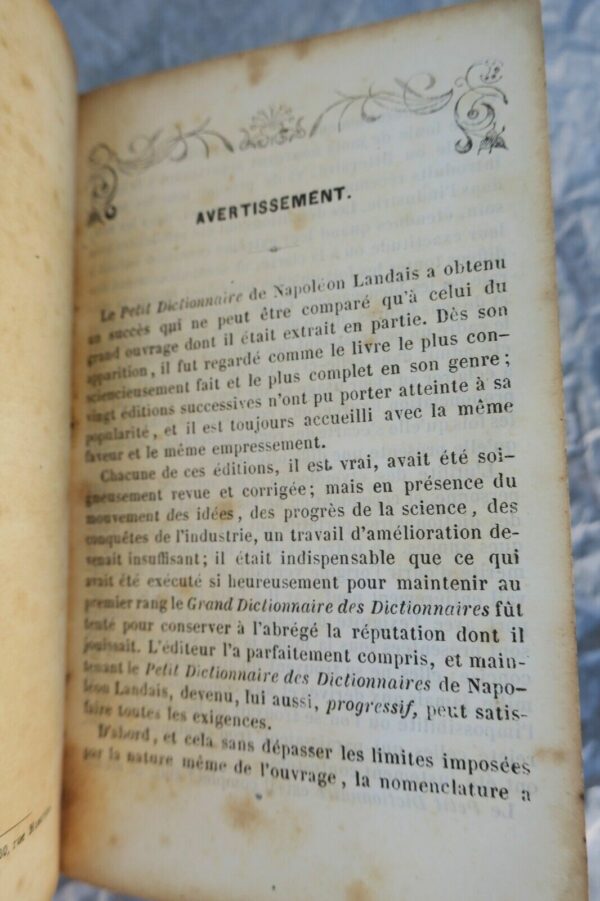 AVERTISSEMENT.
Le Petit Dictionnaire de Napoléon Landais a obtenu
un succès qui ne peut être comparé qu'à celui du
grand ouvrage dont il était extrait en partie. Dès son
apparition, il fut regardé comme le livre le plus con-
sciencieusement fait et le plus complet en son genre;
vingt éditions successives n'ont pu porter atteinte à sa
popularité, et il est toujours accueilli avec la même
faveur et le même empressement.
Chacune de ces éditions, il est vrai, avait été soi-
gneusement revue et corrigée; mais en présence du
mouvement des idées, des progrès de la science, des
conquêtes de l'industrie, un travail d'amélioration de-
venait insuffisant; il était indispensable que ce qui
avait été exécuté si heureusement pour maintenir au
premier rang le Grand Dictionnaire des Dictionnaires fût
tenté pour conserver à l'abrégé la réputation dont il
jouissait. L'éditeur l'a parfaitement compris, et main-
tenant le Petit Dictionnaire des Dictionnaires de Napo-
léon Landais, devenu, lui aussi, progressif, peut satis-
faire toutes les exigences.
D'abord, et cela sans dépasser les limites imposées
par la nature même de l'ouvrage, la nomenclature a